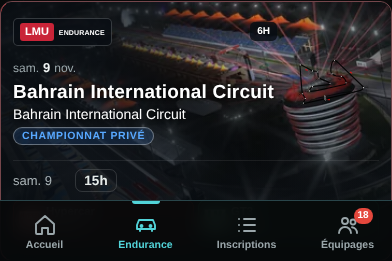 LMU ENDURANCE
6H
sam. 9 nov.
Bahrain International Circuit
Bahrain International Circuit
CHAMPIONNAT PRIVÉ
sam. 9 15h
18
Accueil Endurance Inscriptions Équipages